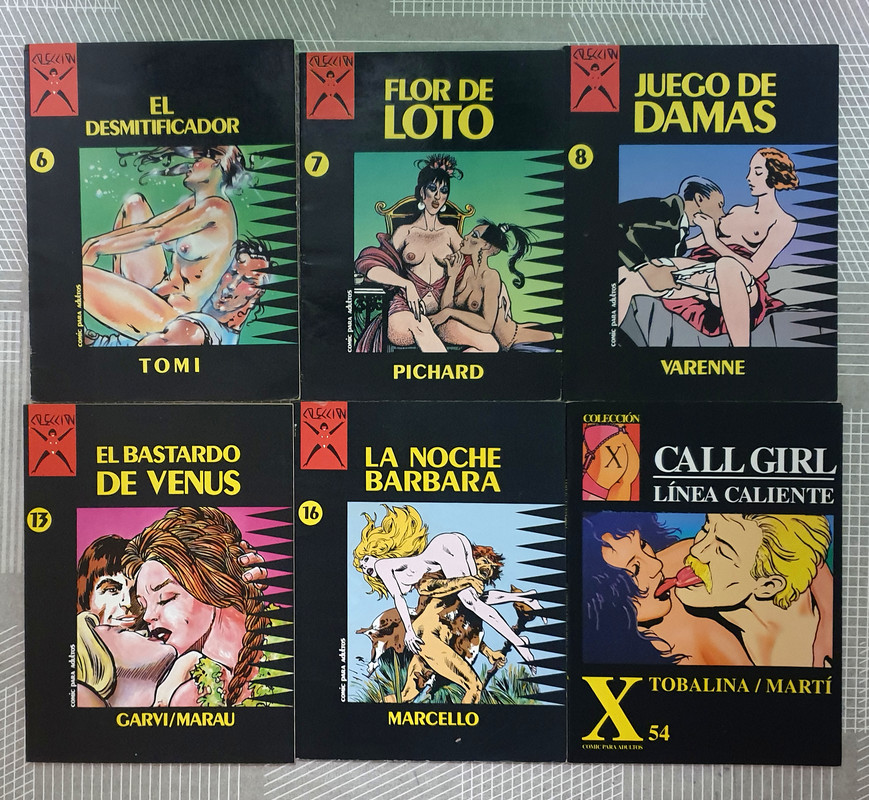 COLECCIÓN
EL
DESMITIFICADOR
6
COMIC PARA ADULTOS
TOMI
COLECCIÓN
FLOR DE
LOTO
7
COMIC PARA ADULTOS
PICHARD
COLECCIÓN
JUEGO DE
DAMAS
8
COMIC PARA ADULTOS
VARENNE
COLECCIÓN
EL BASTARDO
DE VENUS
13
COMIC PARA ADULTOS
GARVI/MARAU
COLECCIÓN
LA NOCHE
BARBARA
16
COMIC PARA ADULTOS
MARCELLO
COLECCIÓN
X
CALL GIRL
LÍNEA CALIENTE
TOBALINA / MARTÍ
X 54
COMIC PARA ADULTOS